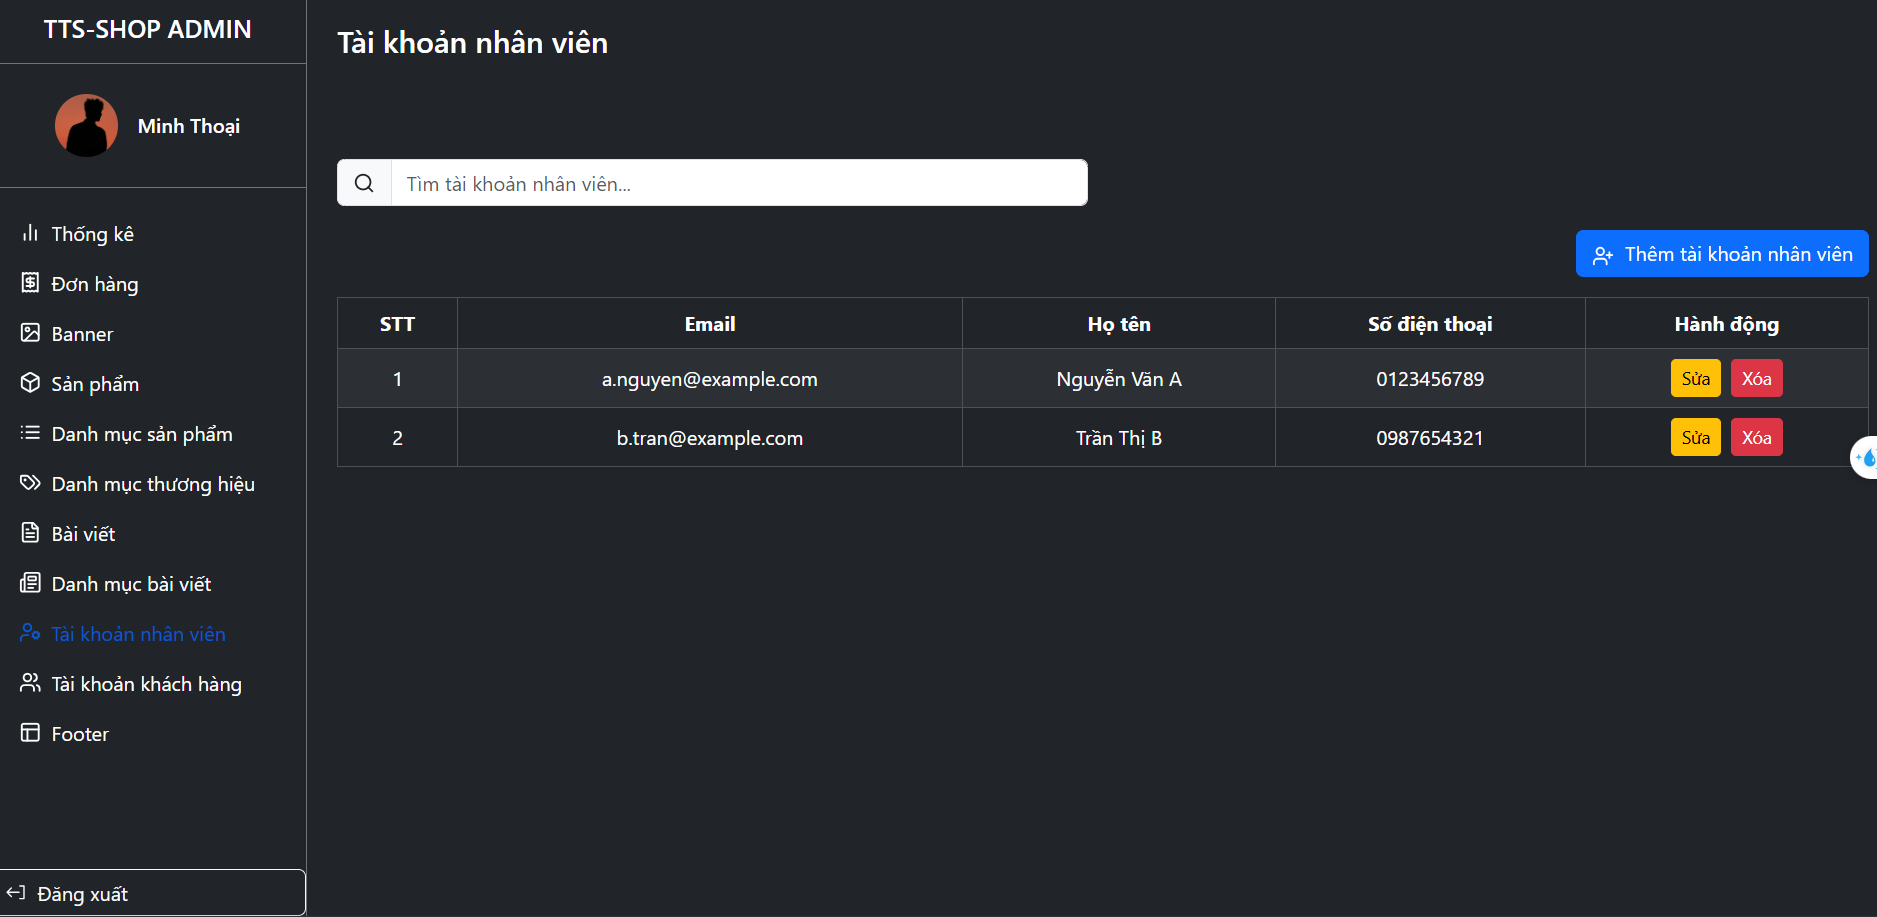 TTS-SHOP ADMIN
Minh Thoại
Thống kê
Đơn hàng
Banner
Sản phẩm
Danh mục sản phẩm
Danh mục thương hiệu
Bài viết
Danh mục bài viết
Tài khoản nhân viên
Tài khoản khách hàng
Footer
Đăng xuất
Tài khoản nhân viên
Tìm tài khoản nhân viên...
Thêm tài khoản nhân viên
STT Email Họ tên Số điện thoại Hành động
1 a.nguyen@example.com Nguyễn Văn A 0123456789 Sửa Xóa
2 b.tran@example.com Trần Thị B 0987654321 Sửa Xóa